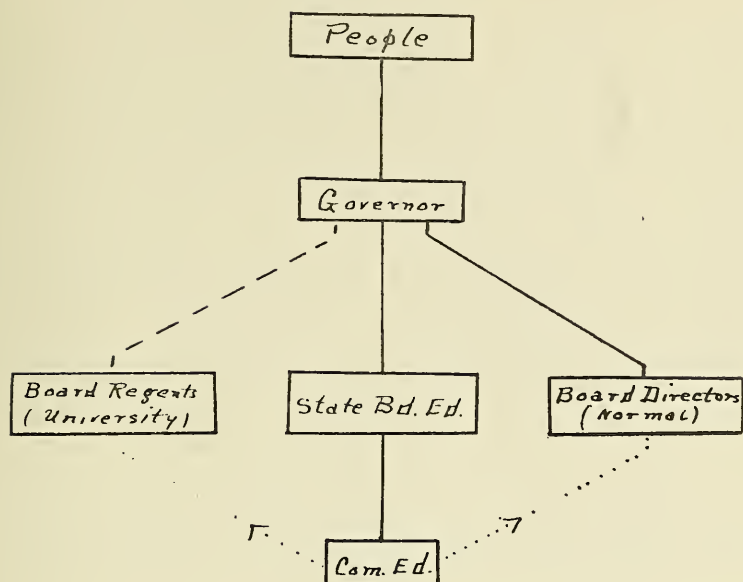 People
Governor
Board Regents
(University)
State Bd. Ed.
Board Directors
(Normal)
Com. Ed.